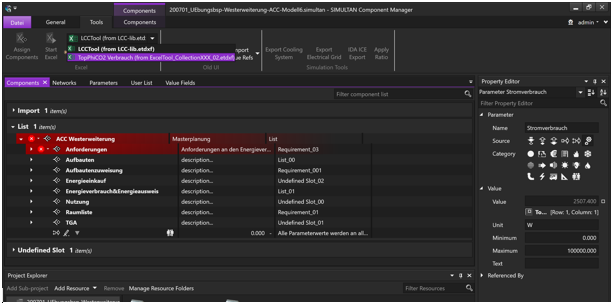 200701_UEbungsbsp-Westerweiterung-ACC-Modell6.simultan - SIMULTAN Component Manager
Components
Datei General Tools Components admin
Assign Components
Start Excel
LCCTool (from LCC-lib.etd
LCCTool (from LCC-lib.etdxf)
TopPhiCO2 Verbrauch (from ExcelTool_CollectionXXX_02.etdxf)
mport
ue Refs
Export Cooling System
Export Electrical Grid
IDA ICE Export
Apply Ratio
Excel
Simulation Tools
Components Networks Parameters User List Value Fields
Filter component list
Import 1 item(s)
List 1 item(s)
ACC Westerweiterung Masterplanung List
Anforderungen Anforderungen an den Energiever... Requirement_03
Aufbauten description... List_00
Aufbautenzuweisung description... Requirement_001
Energieeinkauf description... Undefined Slot_02
Energieverbrauch&Energieausweis description... List_01
Nutzung description... Undefined Slot_00
Raumliste description... Requirement_01
TGA description... Undefined Slot_01
0.000 - Alle Parameterwerte werden an all...
Undefined Slot 1 item(s)
Project Explorer
Add Sub-project Add Resource Remove Manage Resource Folders Filter Resources
Property Editor
Parameter Stromverbrauch
Filter Property Editor
Parameter
Name Stromverbrauch
Source
Category
Value
Value 2507.400
To... [Row: 1, Column: 1]
Unit W
Minimum 0.000
Maximum 100000.000
Text
Referenced By